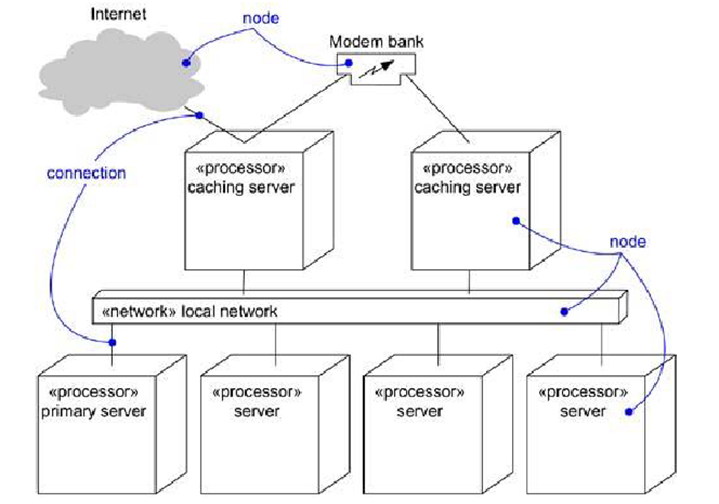 Internet
node
Modem bank
«processor»
caching server
«processor»
caching server
connection
node
«network» local network
«processor»
primary server
«processor»
server
«processor»
server
«processor»
server